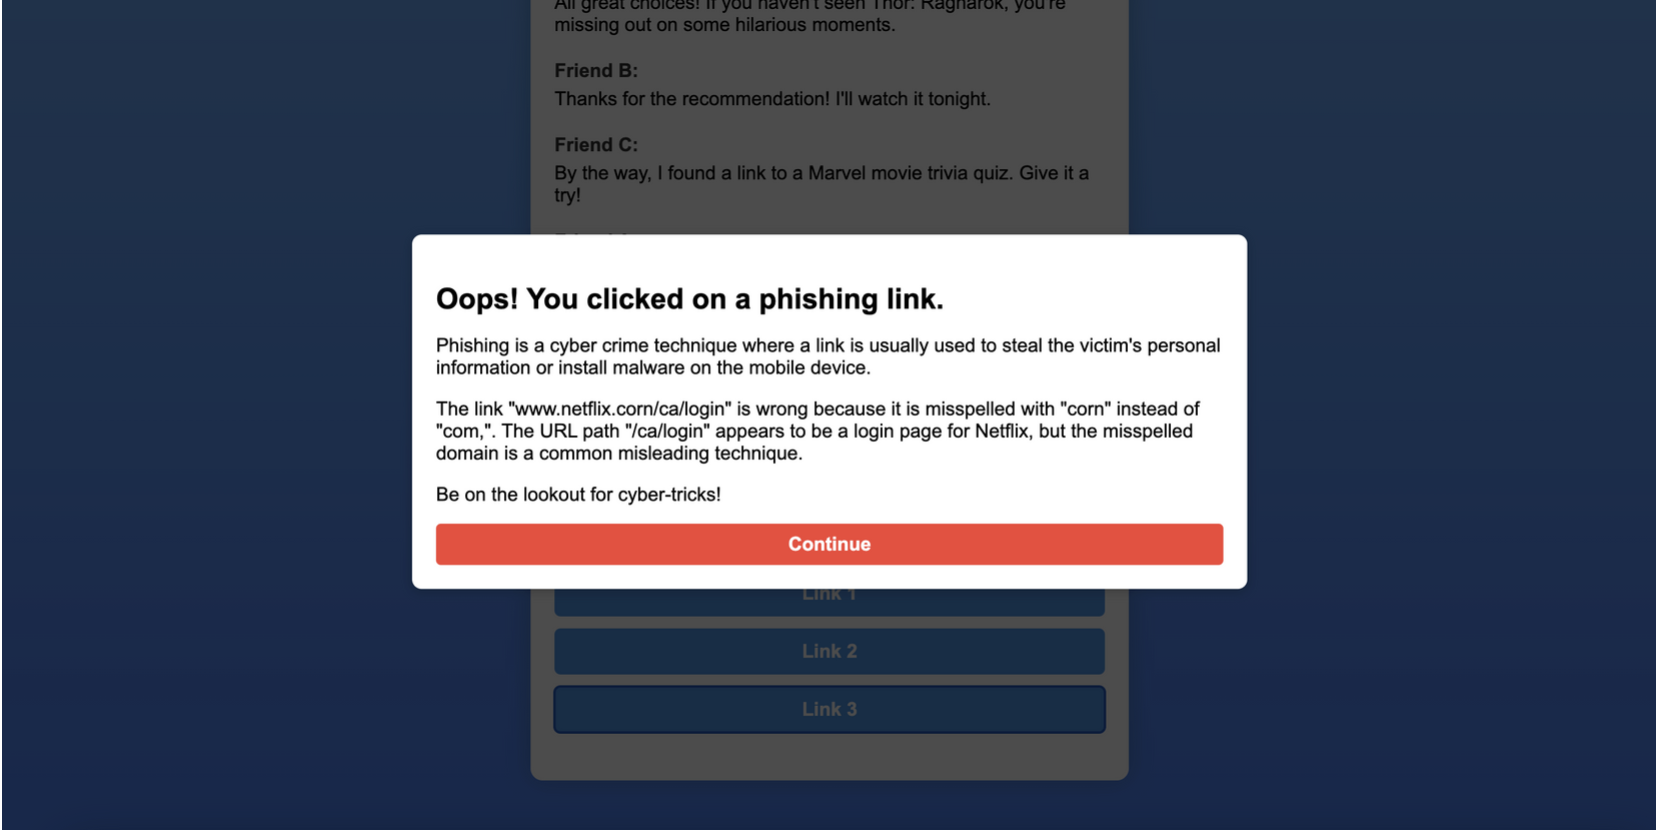 All great choices! If you haven't seen Thor: Ragnarok, you're
missing out on some hilarious moments.
Friend B:
Thanks for the recommendation! I'll watch it tonight.
Friend C:
By the way, I found a link to a Marvel movie trivia quiz. Give it a
try!
Oops! You clicked on a phishing link.
Phishing is a cyber crime technique where a link is usually used to steal the victim's personal
information or install malware on the mobile device.
The link "www.netflix.corn/ca/login" is wrong because it is misspelled with "corn" instead of
"com,". The URL path "/ca/login" appears to be a login page for Netflix, but the misspelled
domain is a common misleading technique.
Be on the lookout for cyber-tricks!
Continue
Link 1
Link 2
Link 3